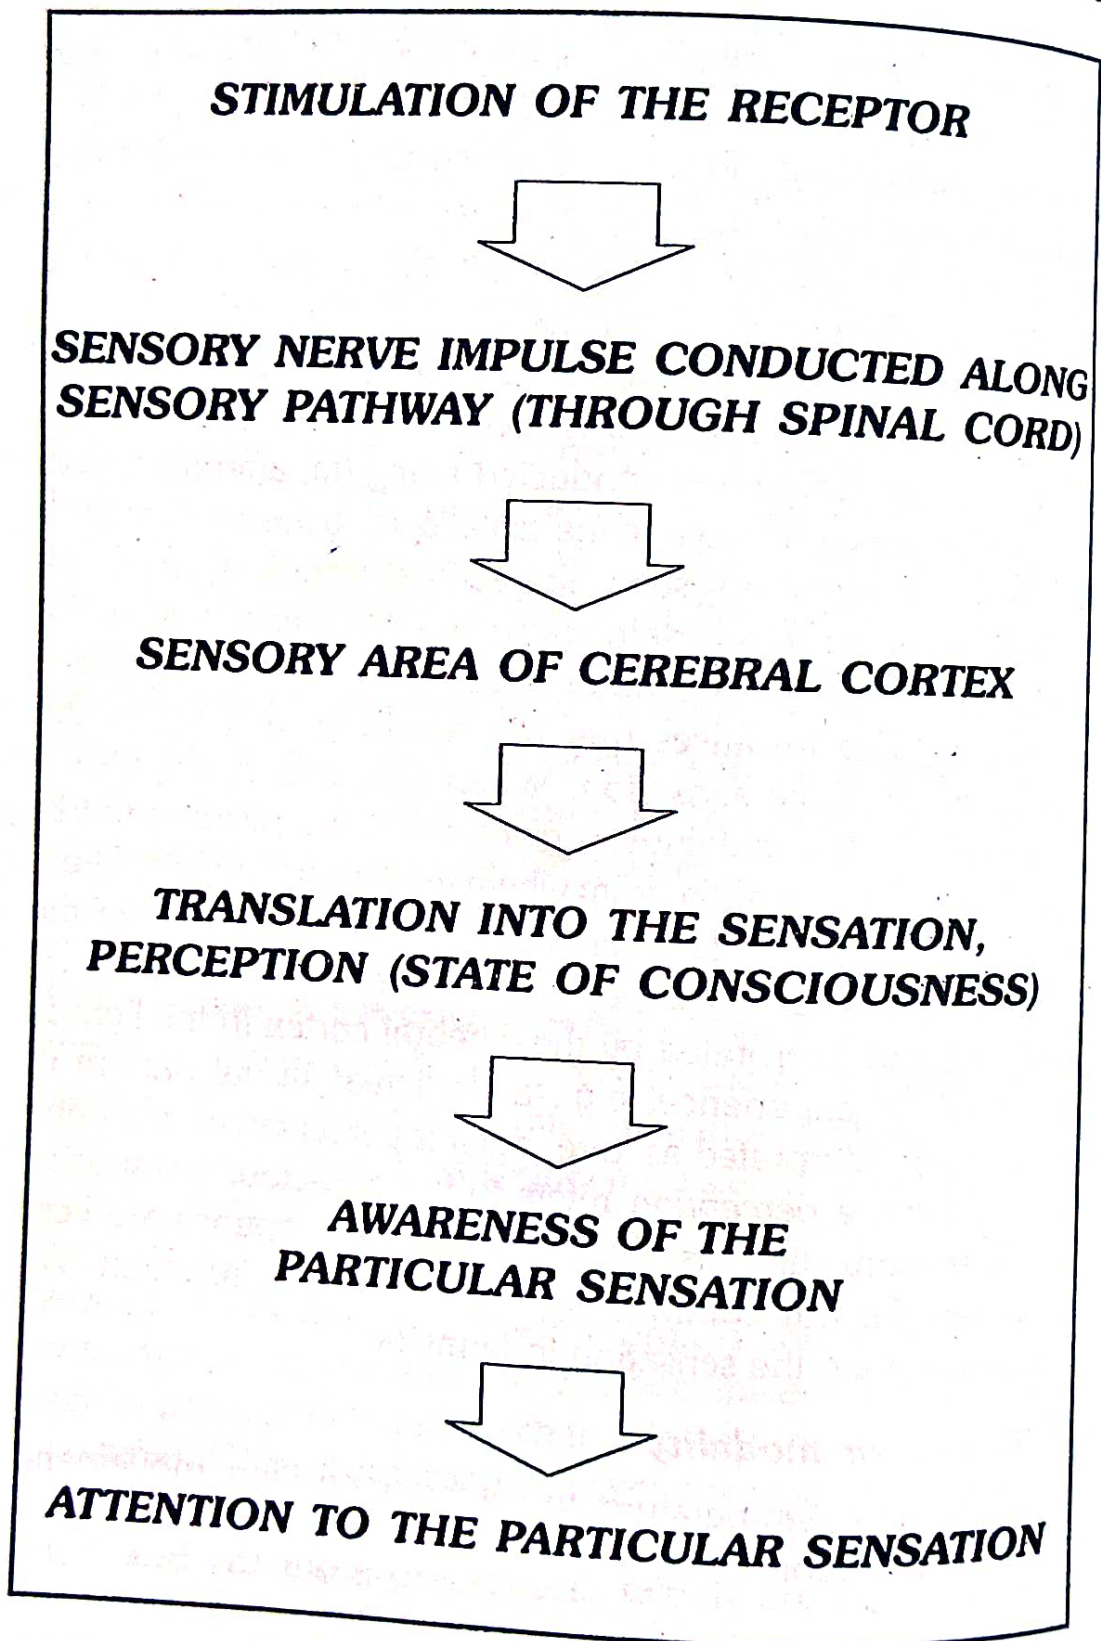 STIMULATION OF THE RECEPTOR
SENSORY NERVE IMPULSE CONDUCTED ALONG
SENSORY PATHWAY (THROUGH SPINAL CORD)
SENSORY AREA OF CEREBRAL CORTEX
TRANSLATION INTO THE SENSATION,
PERCEPTION (STATE OF CONSCIOUSNESS)
AWARENESS OF THE
PARTICULAR SENSATION
ATTENTION TO THE PARTICULAR SENSATION